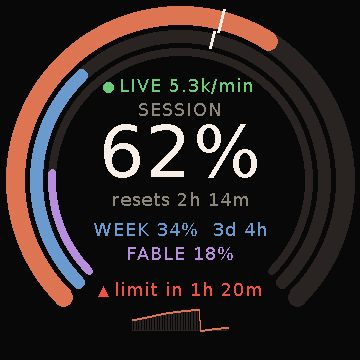 ● LIVE 5.3k/min
SESSION
62%
resets 2h 14m
WEEK 34% 3d 4h
FABLE 18%
▲ limit in 1h 20m